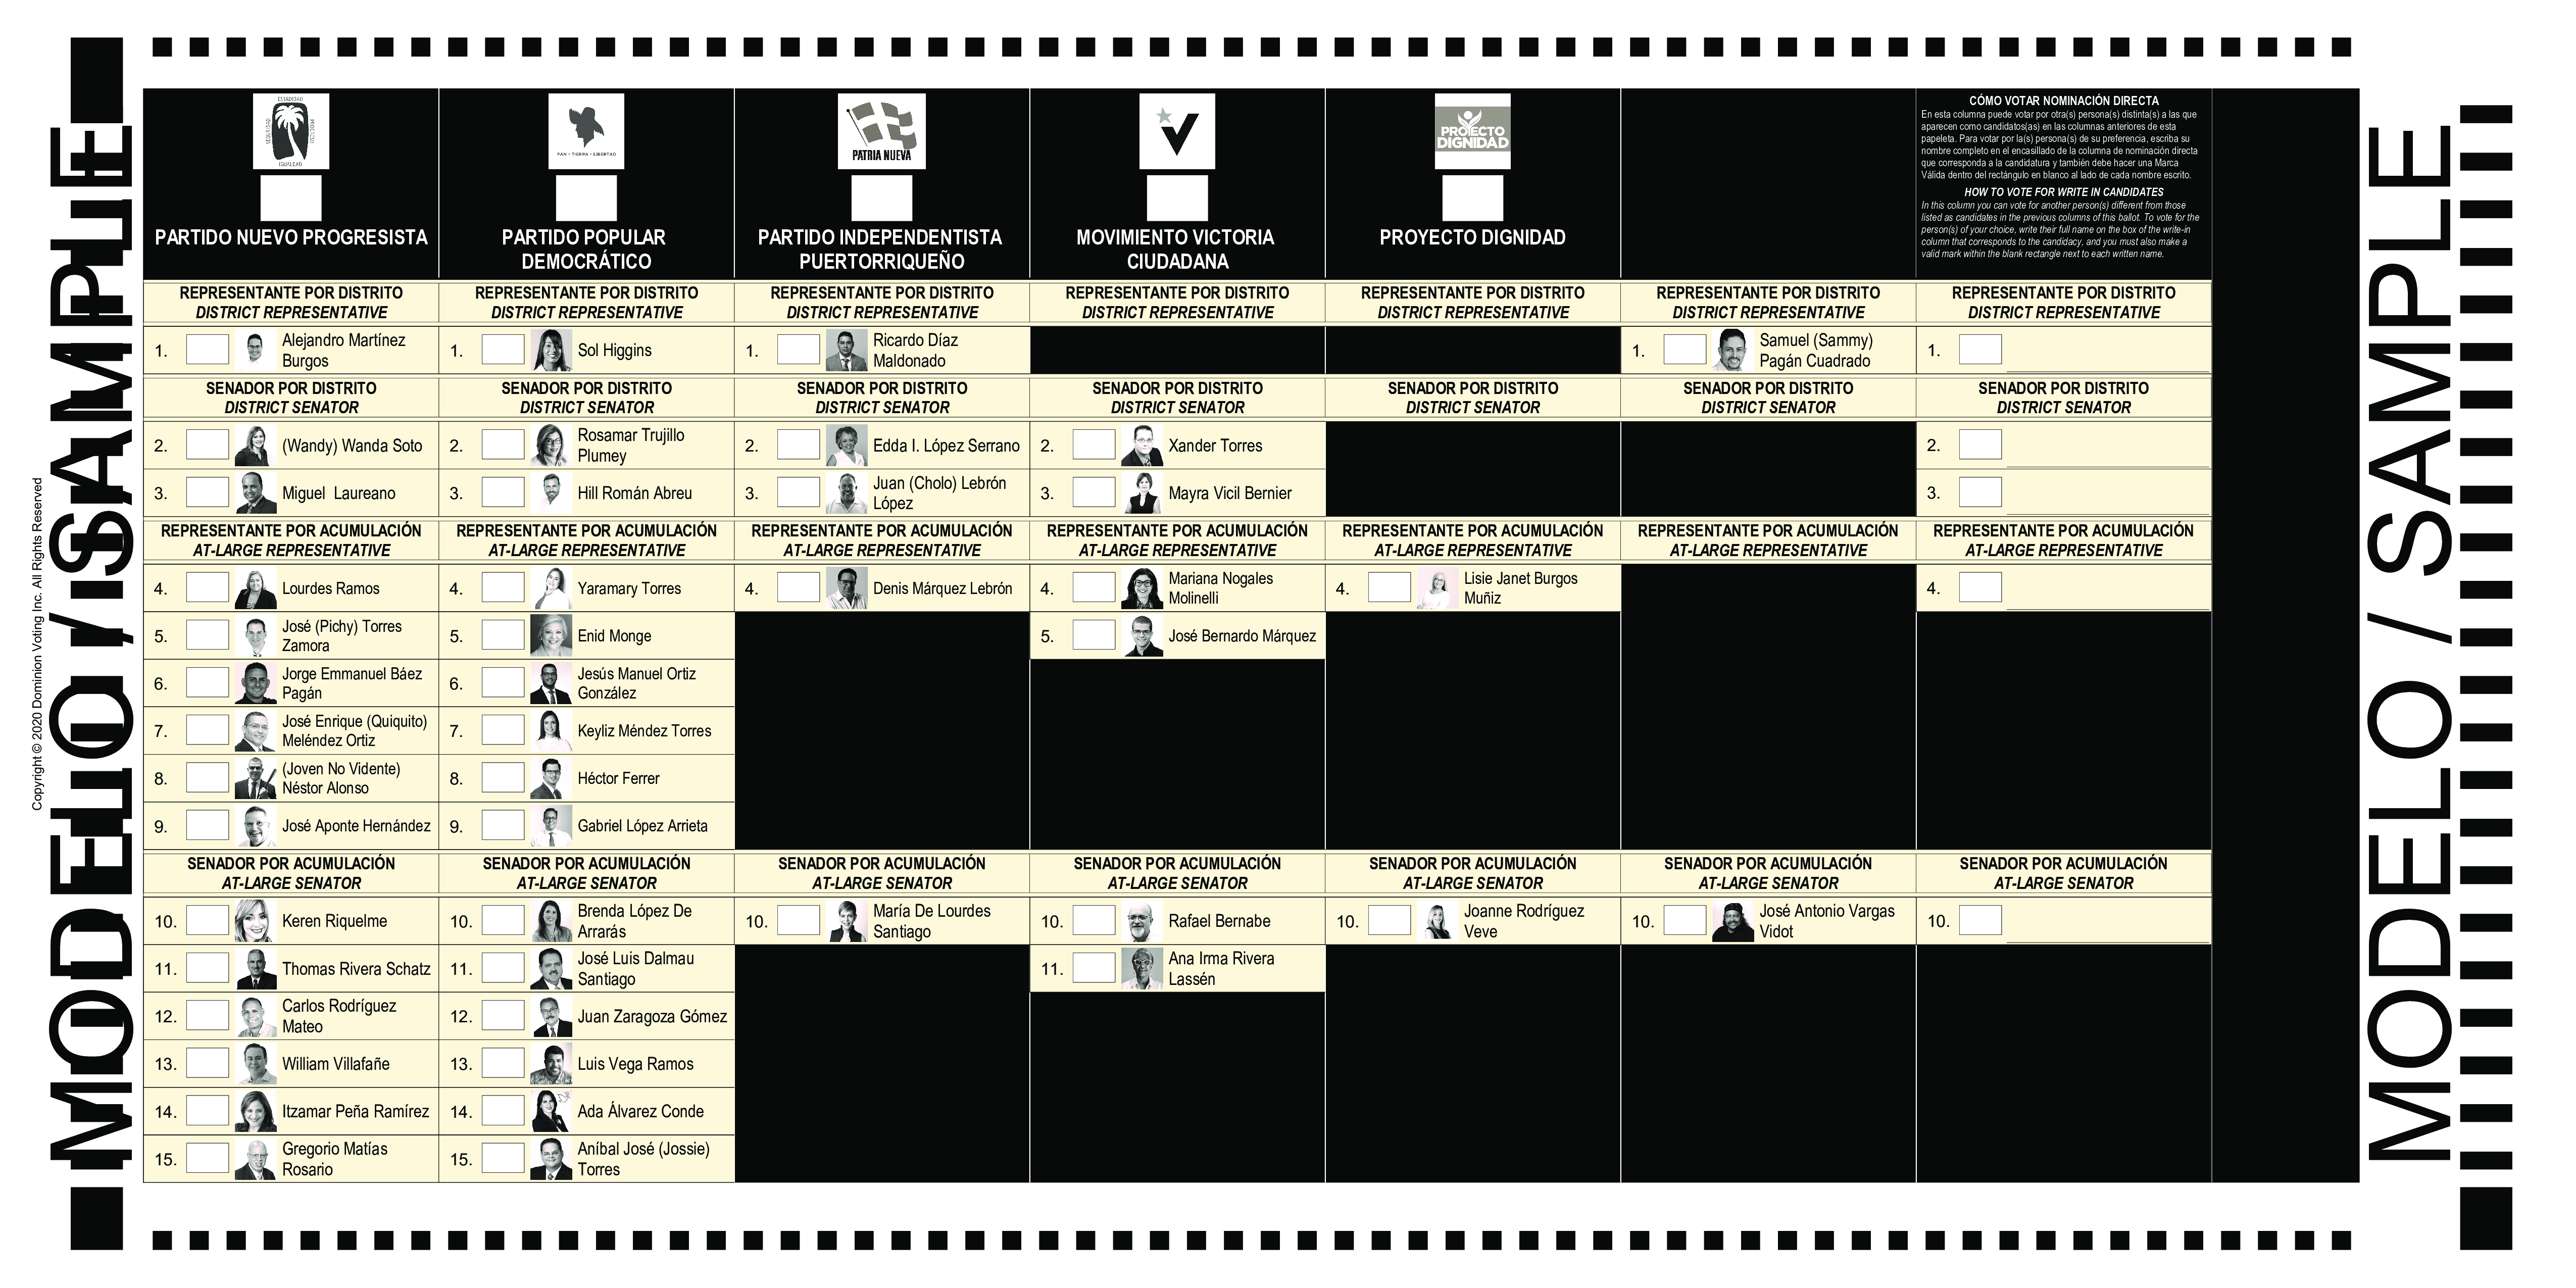 MODELO / SAMPLE
Copyright © 2020 Dominion Voting Inc. All Rights Reserved
ESTADIDAD
IGUALDAD
PARTIDO NUEVO PROGRESISTA
PAN • TIERRA • LIBERTAD
PARTIDO POPULAR
DEMOCRÁTICO
PATRIA NUEVA
PARTIDO INDEPENDENTISTA
PUERTORRIQUEÑO
MOVIMIENTO VICTORIA
CIUDADANA
PROYECTO
DIGNIDAD
PROYECTO DIGNIDAD
CÓMO VOTAR NOMINACIÓN DIRECTA
En esta columna puede votar por otra(s) persona(s) distinta(s) a las que
aparecen como candidatos(as) en las columnas anteriores de esta
papeleta. Para votar por la(s) persona(s) de su preferencia, escriba su
nombre completo en el encasillado de la columna de nominación directa
que corresponda a la candidatura y también debe hacer una Marca
Válida dentro del rectángulo en blanco al lado de cada nombre escrito.
HOW TO VOTE FOR WRITE IN CANDIDATES
In this column you can vote for another person(s) different from those
listed as candidates in the previous columns of this ballot. To vote for the
person(s) of your choice, write their full name on the box of the write-in
column that corresponds to the candidacy, and you must also make a
valid mark within the blank rectangle next to each written name.
REPRESENTANTE POR DISTRITO REPRESENTANTE POR DISTRITO REPRESENTANTE POR DISTRITO REPRESENTANTE POR DISTRITO REPRESENTANTE POR DISTRITO REPRESENTANTE POR DISTRITO REPRESENTANTE POR DISTRITO
DISTRICT REPRESENTATIVE DISTRICT REPRESENTATIVE DISTRICT REPRESENTATIVE DISTRICT REPRESENTATIVE DISTRICT REPRESENTATIVE DISTRICT REPRESENTATIVE DISTRICT REPRESENTATIVE
1. Alejandro Martínez
Burgos
1. Sol Higgins
1. Ricardo Díaz
Maldonado
1. Samuel (Sammy)
Pagán Cuadrado
1.
SENADOR POR DISTRITO SENADOR POR DISTRITO SENADOR POR DISTRITO SENADOR POR DISTRITO SENADOR POR DISTRITO SENADOR POR DISTRITO SENADOR POR DISTRITO
DISTRICT SENATOR DISTRICT SENATOR DISTRICT SENATOR DISTRICT SENATOR DISTRICT SENATOR DISTRICT SENATOR DISTRICT SENATOR
2. (Wandy) Wanda Soto
2. Rosamar Trujillo
Plumey
2. Edda I. López Serrano
2. Xander Torres
2.
3. Miguel Laureano
3. Hill Román Abreu
3. Juan (Cholo) Lebrón
López
3. Mayra Vicil Bernier
3.
REPRESENTANTE POR ACUMULACIÓN REPRESENTANTE POR ACUMULACIÓN REPRESENTANTE POR ACUMULACIÓN REPRESENTANTE POR ACUMULACIÓN REPRESENTANTE POR ACUMULACIÓN REPRESENTANTE POR ACUMULACIÓN REPRESENTANTE POR ACUMULACIÓN
AT-LARGE REPRESENTATIVE AT-LARGE REPRESENTATIVE AT-LARGE REPRESENTATIVE AT-LARGE REPRESENTATIVE AT-LARGE REPRESENTATIVE AT-LARGE REPRESENTATIVE AT-LARGE REPRESENTATIVE
4. Lourdes Ramos
4. Yaramary Torres
4. Denis Márquez Lebrón
4. Mariana Nogales
Molinelli
4. Lisie Janet Burgos
Muñiz
4.
5. José (Pichy) Torres
Zamora
5. Enid Monge
5. José Bernardo Márquez
6. Jorge Emmanuel Báez
Pagán
6. Jesús Manuel Ortiz
González
7. José Enrique (Quiquito)
Meléndez Ortiz
7. Keyliz Méndez Torres
8. (Joven No Vidente)
Néstor Alonso
8. Héctor Ferrer
9. José Aponte Hernández
9. Gabriel López Arrieta
SENADOR POR ACUMULACIÓN SENADOR POR ACUMULACIÓN SENADOR POR ACUMULACIÓN SENADOR POR ACUMULACIÓN SENADOR POR ACUMULACIÓN SENADOR POR ACUMULACIÓN SENADOR POR ACUMULACIÓN
AT-LARGE SENATOR AT-LARGE SENATOR AT-LARGE SENATOR AT-LARGE SENATOR AT-LARGE SENATOR AT-LARGE SENATOR AT-LARGE SENATOR
10. Keren Riquelme
10. Brenda López De
Arrarás
10. María De Lourdes
Santiago
10. Rafael Bernabe
10. Joanne Rodríguez
Veve
10. José Antonio Vargas
Vidot
10.
11. Thomas Rivera Schatz
11. José Luis Dalmau
Santiago
11. Ana Irma Rivera
Lassén
12. Carlos Rodríguez
Mateo
12. Juan Zaragoza Gómez
13. William Villafañe
13. Luis Vega Ramos
14. Itzamar Peña Ramírez
14. Ada Álvarez Conde
15. Gregorio Matías
Rosario
15. Aníbal José (Jossie)
Torres
MODELO / SAMPLE